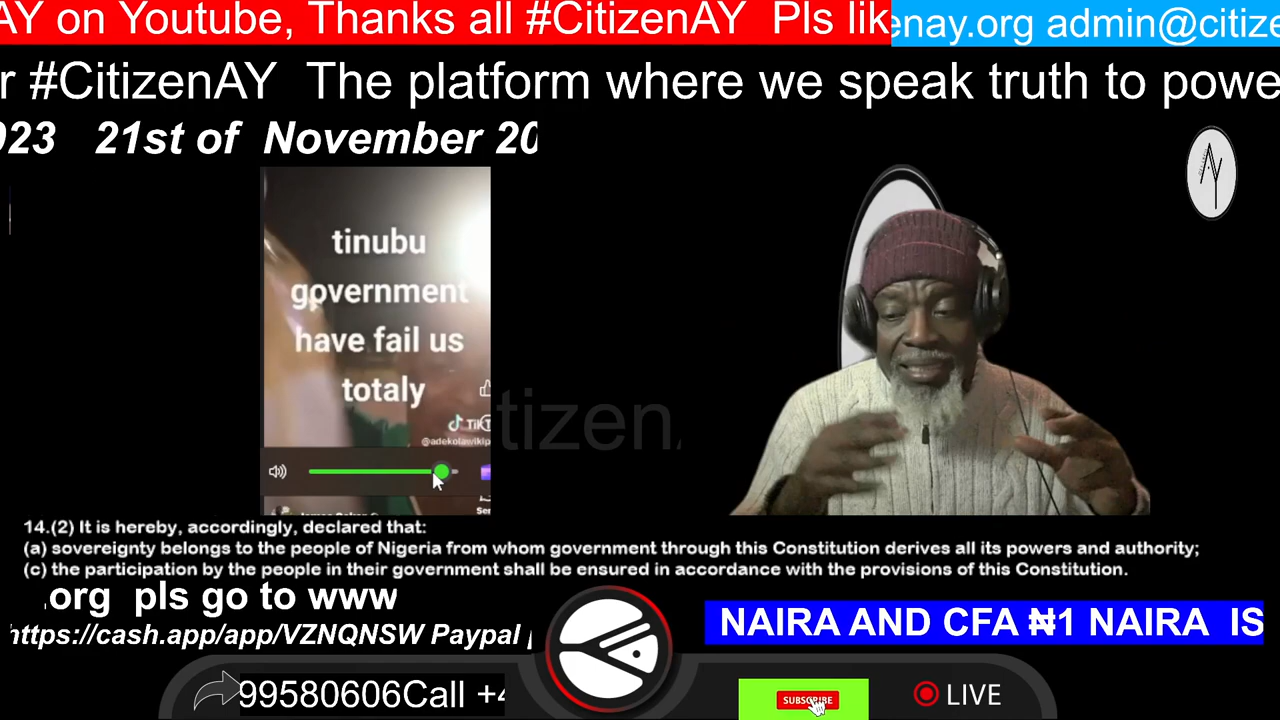 AY on Youtube, Thanks all #CitizenAY Pls lik
enay.org admin@citize
r #CitizenAY The platform where we speak truth to powe
023 21st of November 20
AY
tinubu
government
have fail us
totaly
TikT
@adekolawikip
tizen
14.(2) It is hereby, accordingly, declared that:
(a) sovereignty belongs to the people of Nigeria from whom government through this Constitution derives all its powers and authority;
(c) the participation by the people in their government shall be ensured in accordance with the provisions of this Constitution.
.org pls go to www
https://cash.app/app/VZNQNSW Paypal
NAIRA AND CFA ₦1 NAIRA IS
99580606Call +4
SUBSCRIBE
LIVE